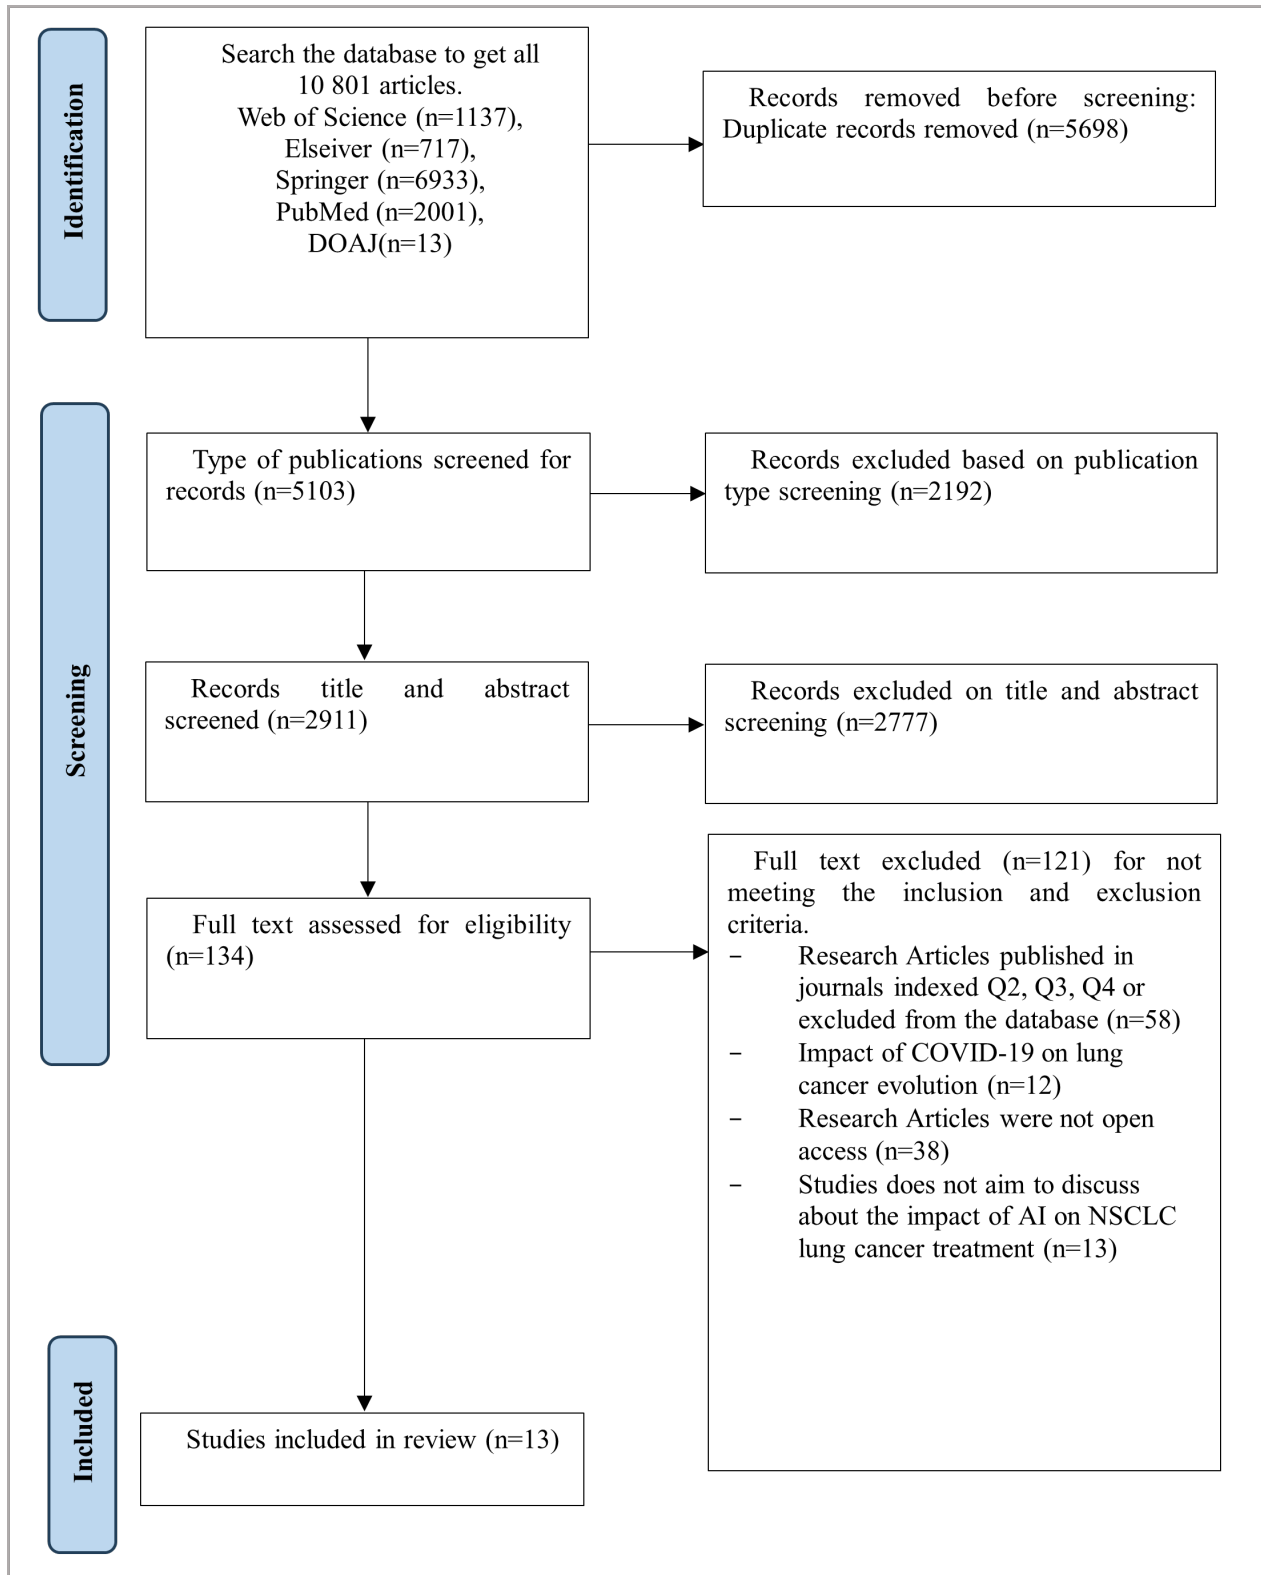 Identification
Search the database to get all
10 801 articles.
Web of Science (n=1137),
Elseiver (n=717),
Springer (n=6933),
PubMed (n=2001),
DOAJ(n=13)
Records removed before screening:
Duplicate records removed (n=5698)
Screening
Type of publications screened for
records (n=5103)
Records excluded based on publication
type screening (n=2192)
Records title and abstract
screened (n=2911)
Records excluded on title and abstract
screening (n=2777)
Full text assessed for eligibility
(n=134)
Full text excluded (n=121) for not
meeting the inclusion and exclusion
criteria.
– Research Articles published in
journals indexed Q2, Q3, Q4 or
excluded from the database (n=58)
– Impact of COVID-19 on lung
cancer evolution (n=12)
– Research Articles were not open
access (n=38)
– Studies does not aim to discuss
about the impact of AI on NSCLC
lung cancer treatment (n=13)
Included
Studies included in review (n=13)